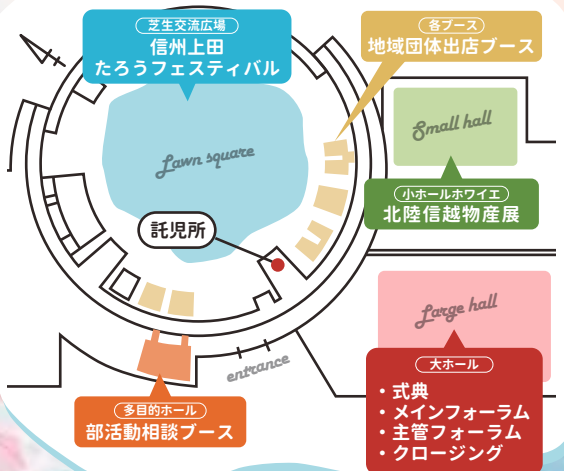 芝生交流広場
信州上田
たろうフェスティバル
各ブース
地域団体出店ブース
Small hall
Lawn square
小ホールホワイエ
北陸信越物産展
託児所
Large hall
entrance
大ホール
・式典
・メインフォーラム
・主管フォーラム
・クロージング
多目的ホール
部活動相談ブース